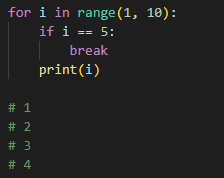 for i in range(1, 10):
    if i == 5:
        break
    print(i)

# 1
# 2
# 3
# 4